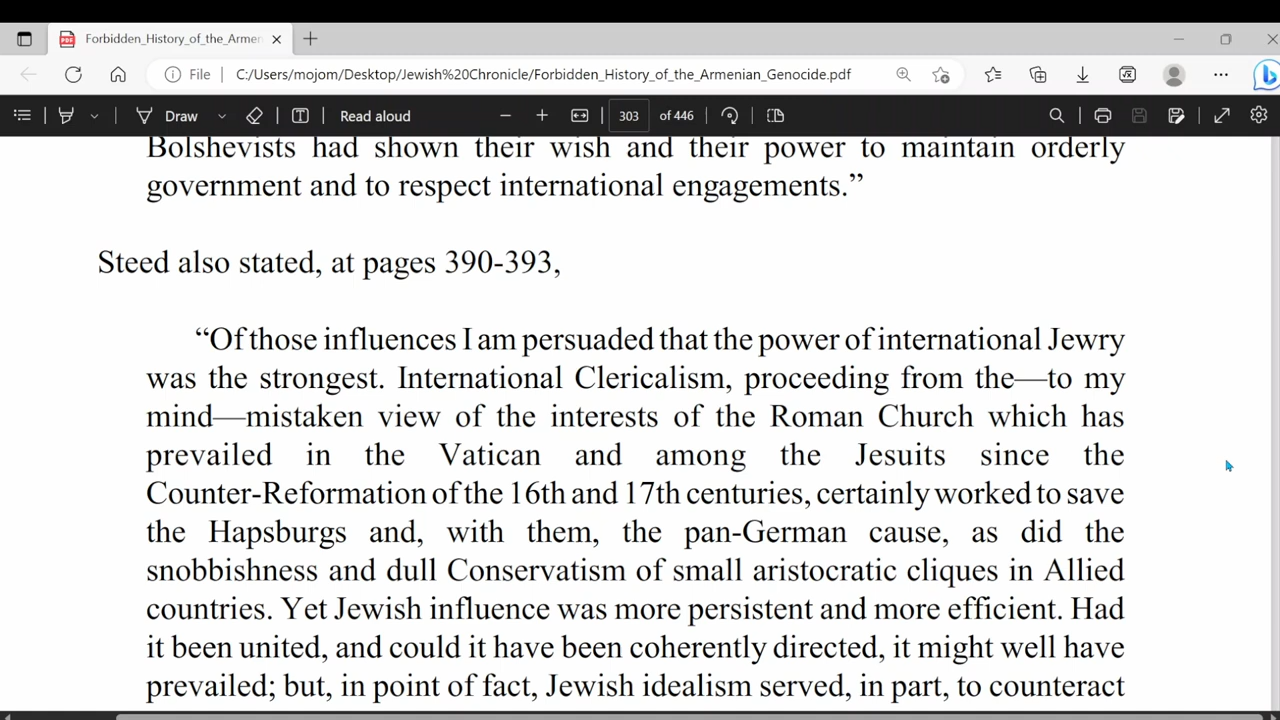 Forbidden_History_of_the_Armen
File
C:/Users/mojom/Desktop/Jewish%20Chronicle/Forbidden_History_of_the_Armenian_Genocide.pdf
Draw
Read aloud
303 of 446
Bolshevists had shown their wish and their power to maintain orderly
government and to respect international engagements.”
Steed also stated, at pages 390-393,
“Of those influences I am persuaded that the power of international Jewry
was the strongest. International Clericalism, proceeding from the—to my
mind—mistaken view of the interests of the Roman Church which has
prevailed in the Vatican and among the Jesuits since the
Counter-Reformation of the 16th and 17th centuries, certainly worked to save
the Hapsburgs and, with them, the pan-German cause, as did the
snobbishness and dull Conservatism of small aristocratic cliques in Allied
countries. Yet Jewish influence was more persistent and more efficient. Had
it been united, and could it have been coherently directed, it might well have
prevailed; but, in point of fact, Jewish idealism served, in part, to counteract